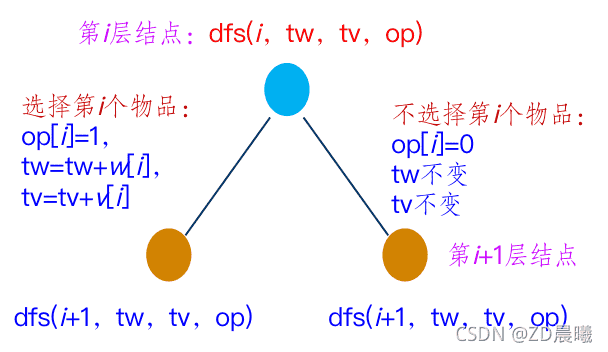 第i层结点：dfs(i, tw, tv, op)
选择第i个物品：
op[i]=1,
tw=tw+w[i],
tv=tv+v[i]
不选择第i个物品：
op[i]=0
tw不变
tv不变
第i+1层结点
dfs(i+1, tw, tv, op)
dfs(i+1, tw, tv, op)
CSDN @ZD晨曦